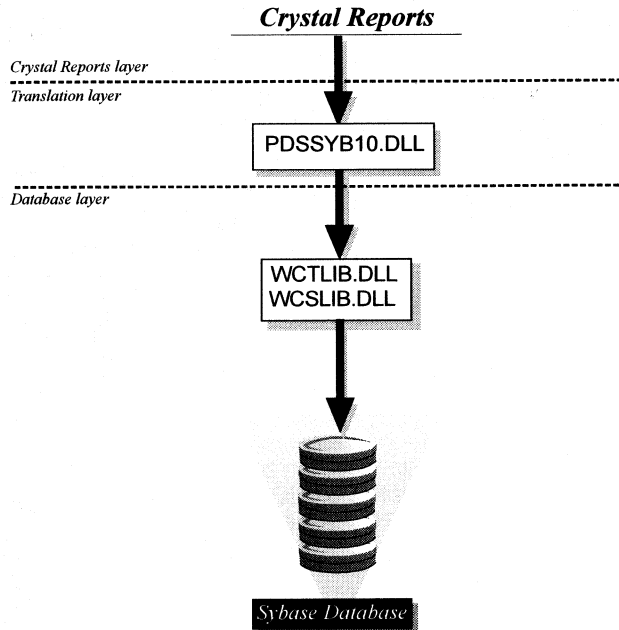 Crystal Reports
Crystal Reports layer
Translation layer
PDSSYB10.DLL
Database layer
WCTLIB.DLL
WCSLIB.DLL
Sybase Database